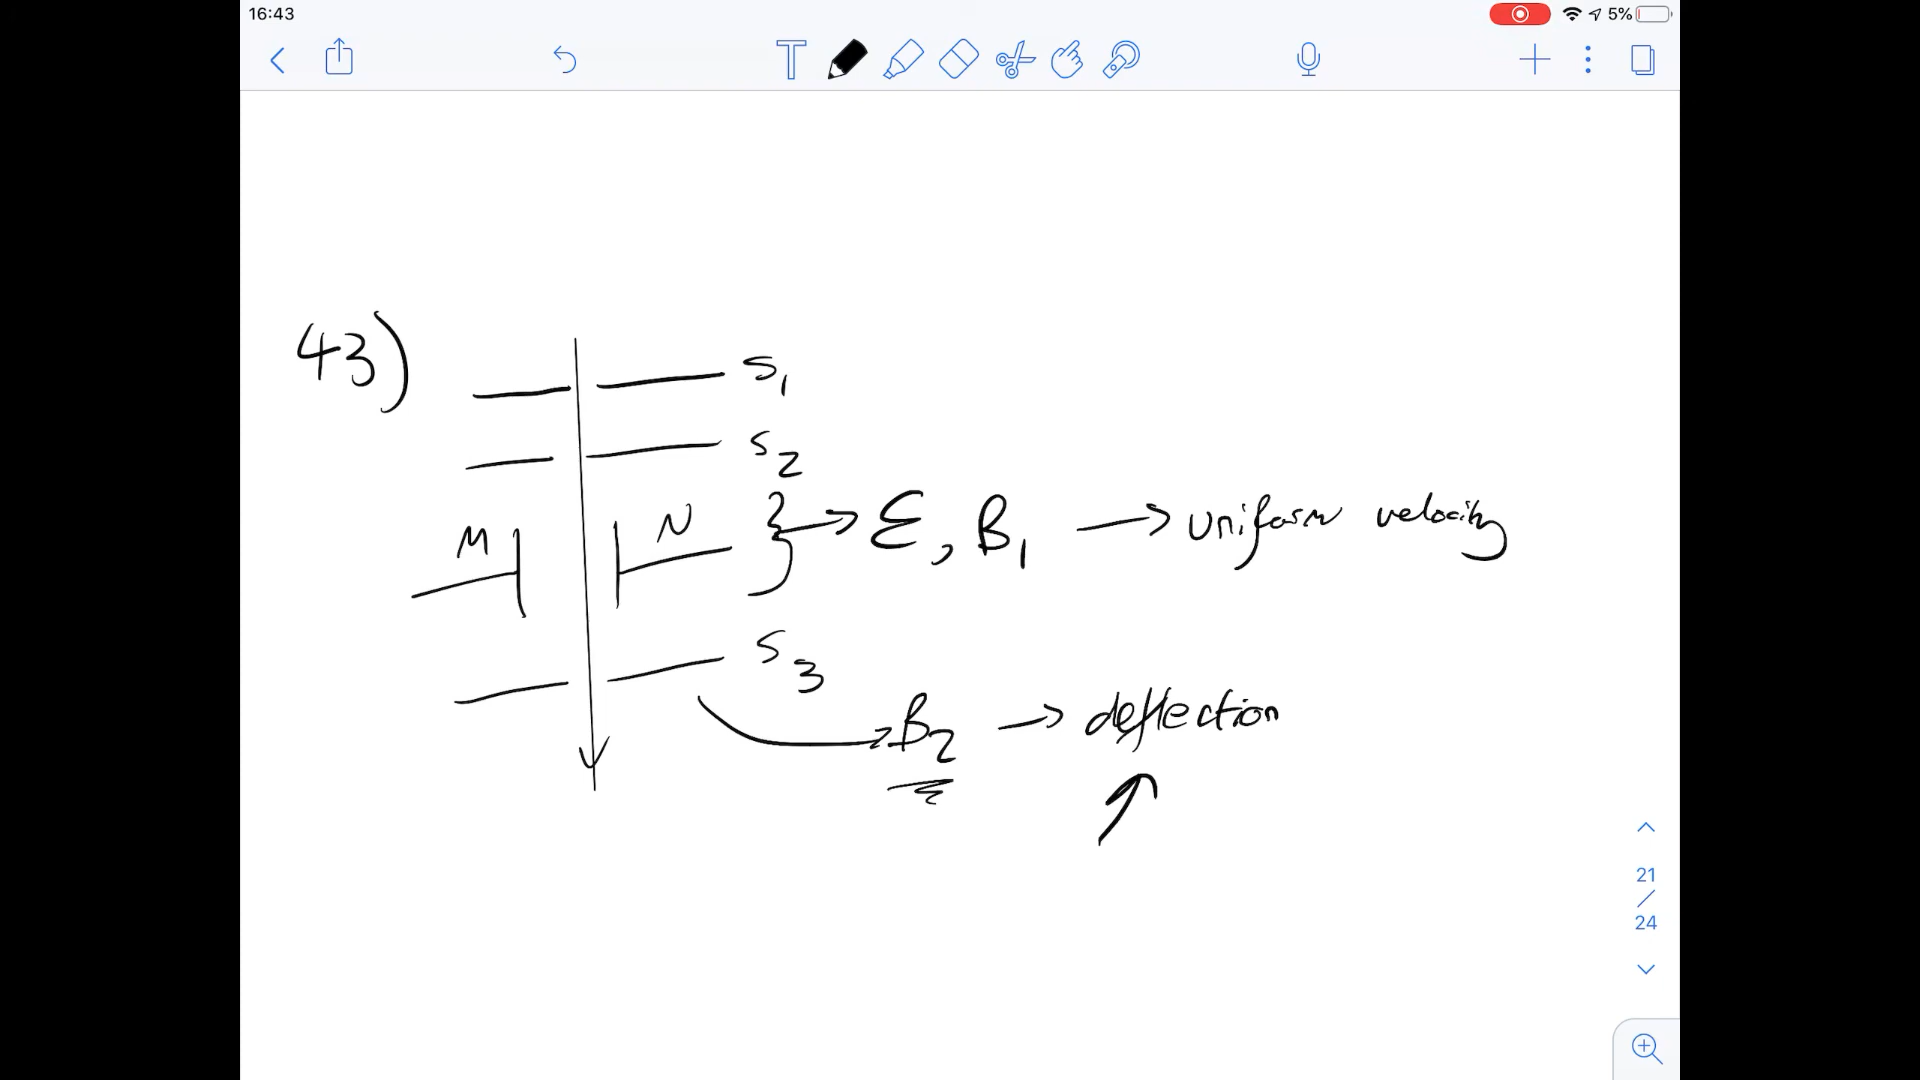 16:43
5%
T
43)
S1
S2
M N } → ε, B1 → uniform velocity
S3
B2 → deflection
21
/
24